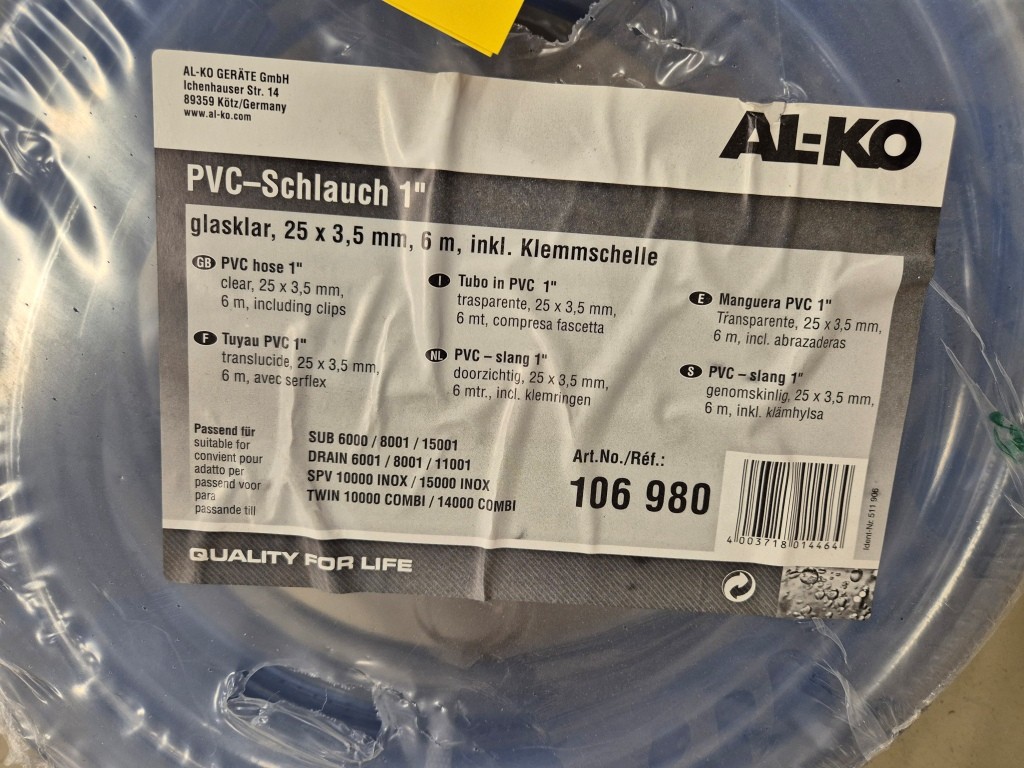 AL-KO GERÄTE GmbH
Ichenhauser Str. 14
89359 Kötz/Germany
www.al-ko.com
AL-KO
PVC–Schlauch 1"
glasklar, 25 x 3,5 mm, 6 m, inkl. Klemmschelle
GB PVC hose 1"
clear, 25 x 3,5 mm,
6 m, including clips
F Tuyau PVC 1"
translucide, 25 x 3,5 mm,
6 m, avec serflex
I Tubo in PVC 1"
trasparente, 25 x 3,5 mm,
6 mt, compresa fascetta
NL PVC – slang 1"
doorzichtig, 25 x 3,5 mm,
6 mtr., incl. klemringen
E Manguera PVC 1"
Transparente, 25 x 3,5 mm,
6 m, incl. abrazaderas
S PVC – slang 1"
genomskinlig, 25 x 3,5 mm,
6 m, inkl. klämhylsa
Passend für
suitable for
convient pour
adatto per
passend voor
para
passande till
SUB 6000 / 8001 / 15001
DRAIN 6001 / 8001 / 11001
SPV 10000 INOX / 15000 INOX
TWIN 10000 COMBI / 14000 COMBI
Art.No./Réf.:
106 980
4 003718 014464
Ident-Nr. 511 906
QUALITY FOR LIFE